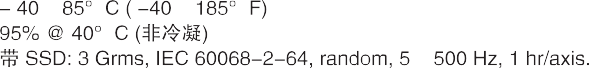 – 40    85°  C ( –40    185°  F)
95% @ 40°  C (非冷凝)
带 SSD: 3 Grms, IEC 60068–2–64, random, 5    500 Hz, 1 hr/axis.